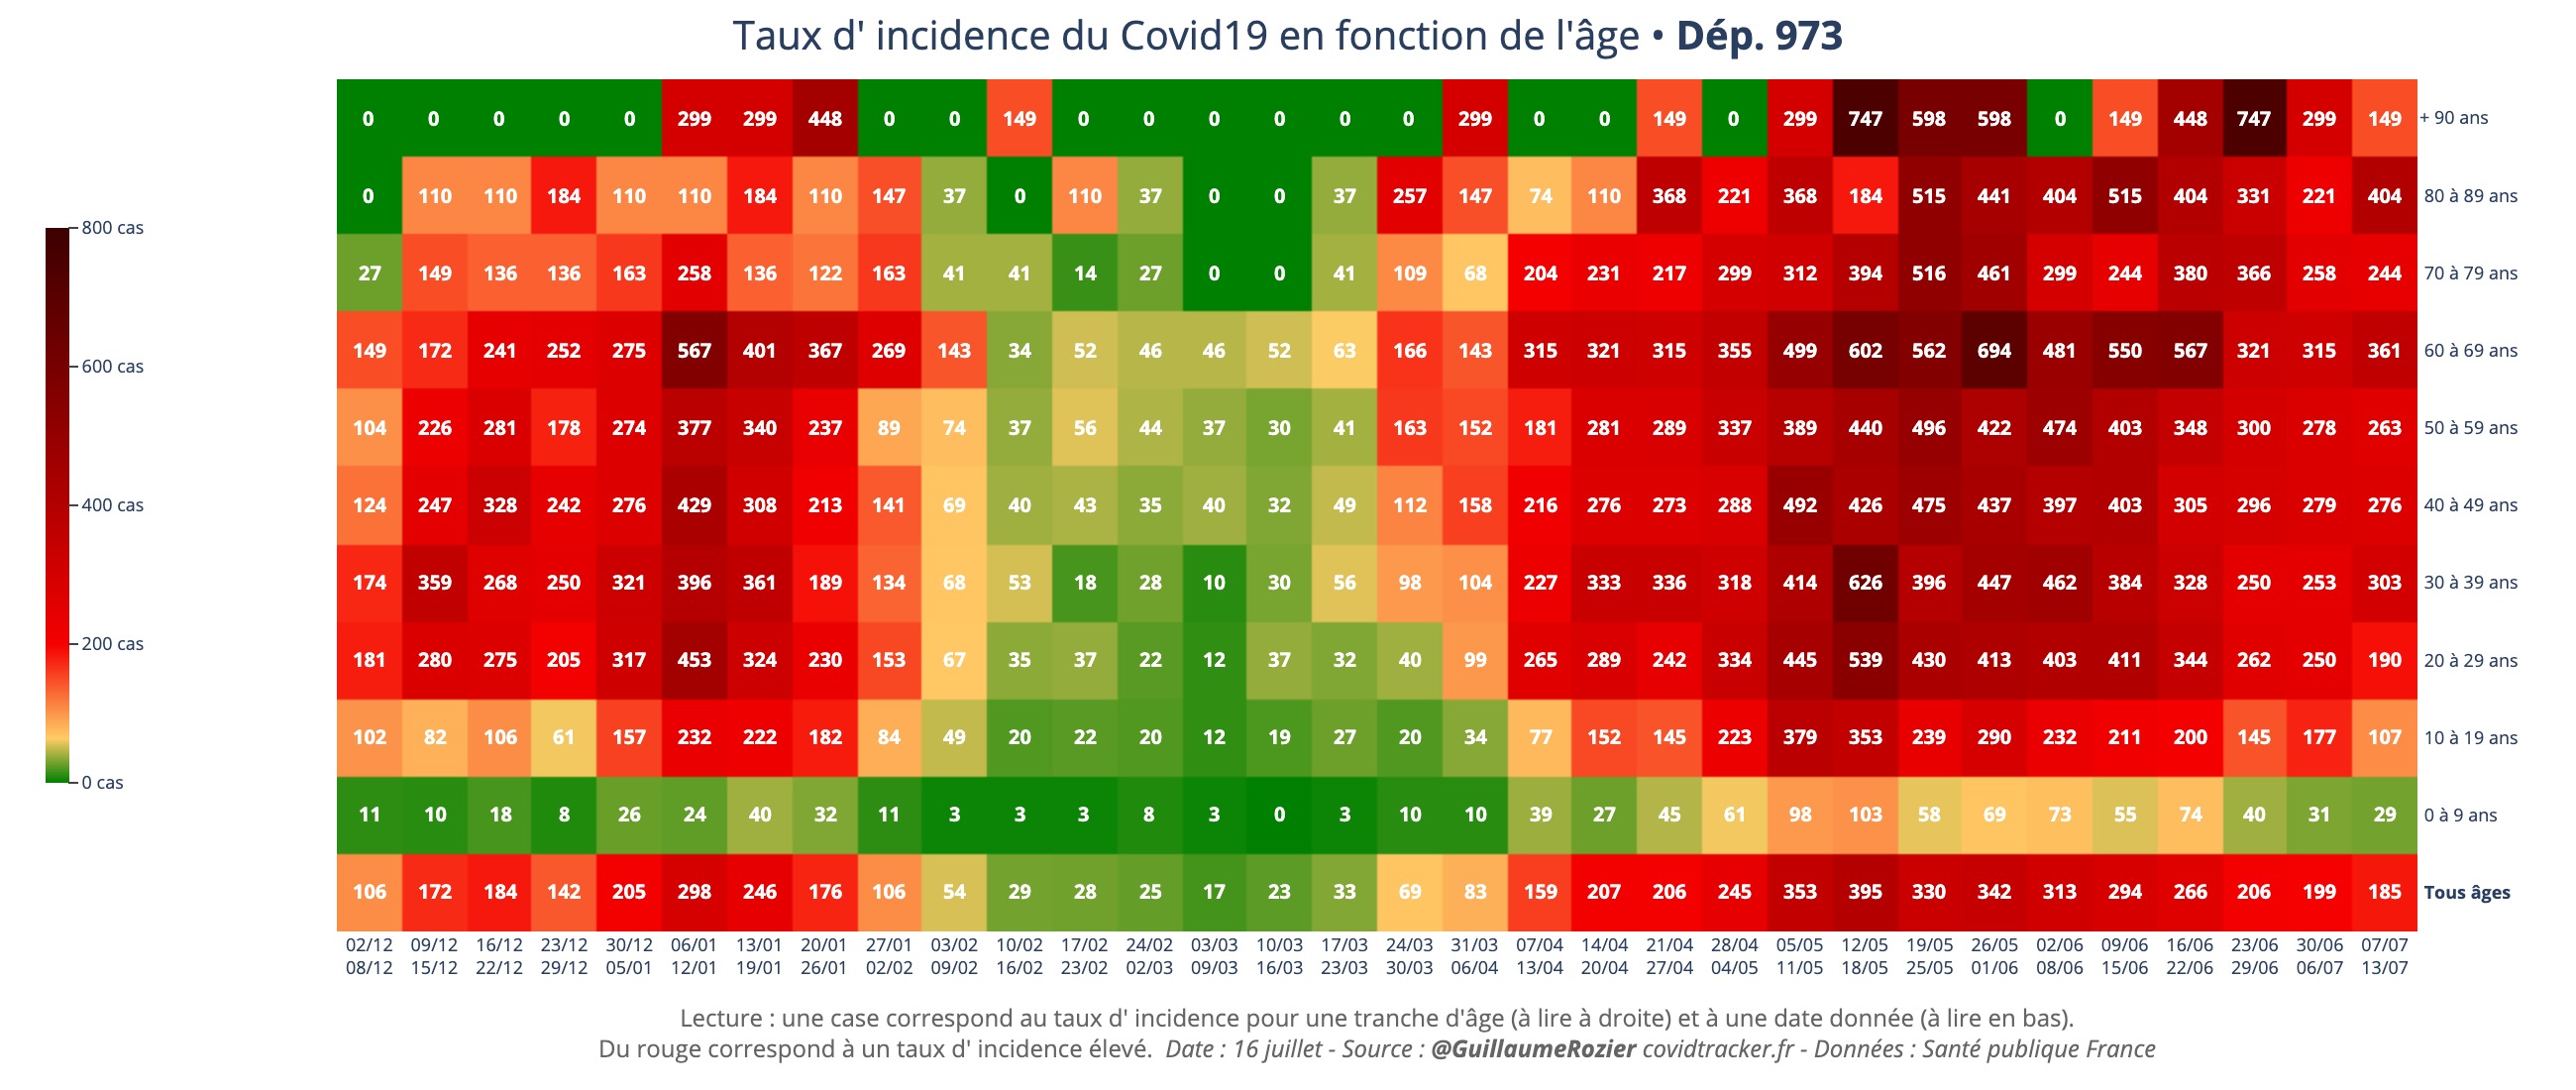 Taux d' incidence du Covid19 en fonction de l'âge • Dép. 973
0 0 0 0 0 299 299 448 0 0 149 0 0 0 0 0 0 299 0 0 149 0 299 747 598 598 0 149 448 747 299 149 + 90 ans
0 110 110 184 110 110 184 110 147 37 0 110 37 0 0 37 257 147 74 110 368 221 368 184 515 441 404 515 404 331 221 404 80 à 89 ans
800 cas
27 149 136 136 163 258 136 122 163 41 41 14 27 0 0 41 109 68 204 231 217 299 312 394 516 461 299 244 380 366 258 244 70 à 79 ans
149 172 241 252 275 567 401 367 269 143 34 52 46 46 52 63 166 143 315 321 315 355 499 602 562 694 481 550 567 321 315 361 60 à 69 ans
600 cas
104 226 281 178 274 377 340 237 89 74 37 56 44 37 30 41 163 152 181 281 289 337 389 440 496 422 474 403 348 300 278 263 50 à 59 ans
400 cas
124 247 328 242 276 429 308 213 141 69 40 43 35 40 32 49 112 158 216 276 273 288 492 426 475 437 397 403 305 296 279 276 40 à 49 ans
174 359 268 250 321 396 361 189 134 68 53 18 28 10 30 56 98 104 227 333 336 318 414 626 396 447 462 384 328 250 253 303 30 à 39 ans
200 cas
181 280 275 205 317 453 324 230 153 67 35 37 22 12 37 32 40 99 265 289 242 334 445 539 430 413 403 411 344 262 250 190 20 à 29 ans
102 82 106 61 157 232 222 182 84 49 20 22 20 12 19 27 20 34 77 152 145 223 379 353 239 290 232 211 200 145 177 107 10 à 19 ans
0 cas
11 10 18 8 26 24 40 32 11 3 3 3 8 3 0 3 10 10 39 27 45 61 98 103 58 69 73 55 74 40 31 29 0 à 9 ans
106 172 184 142 205 298 246 176 106 54 29 28 25 17 23 33 69 83 159 207 206 245 353 395 330 342 313 294 266 206 199 185 Tous âges
02/12 09/12 16/12 23/12 30/12 06/01 13/01 20/01 27/01 03/02 10/02 17/02 24/02 03/03 10/03 17/03 24/03 31/03 07/04 14/04 21/04 28/04 05/05 12/05 19/05 26/05 02/06 09/06 16/06 23/06 30/06 07/07
08/12 15/12 22/12 29/12 05/01 12/01 19/01 26/01 02/02 09/02 16/02 23/02 02/03 09/03 16/03 23/03 30/03 06/04 13/04 20/04 27/04 04/05 11/05 18/05 25/05 01/06 08/06 15/06 22/06 29/06 06/07 13/07
Lecture : une case correspond au taux d' incidence pour une tranche d'âge (à lire à droite) et à une date donnée (à lire en bas).
Du rouge correspond à un taux d' incidence élevé. Date : 16 juillet - Source : @GuillaumeRozier covidtracker.fr - Données : Santé publique France